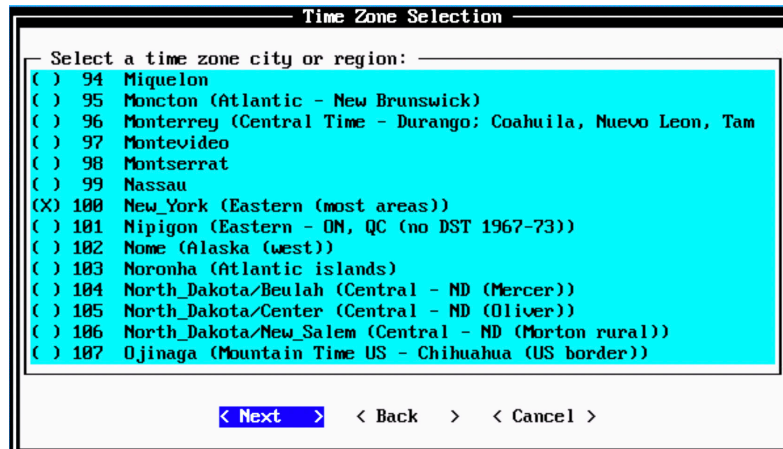 Time Zone Selection
Select a time zone city or region:
( ) 94 Miquelon
( ) 95 Moncton (Atlantic - New Brunswick)
( ) 96 Monterrey (Central Time - Durango; Coahuila, Nuevo Leon, Tam
( ) 97 Montevideo
( ) 98 Montserrat
( ) 99 Nassau
(X) 100 New_York (Eastern (most areas))
( ) 101 Nipigon (Eastern - ON, QC (no DST 1967-73))
( ) 102 Nome (Alaska (west))
( ) 103 Noronha (Atlantic islands)
( ) 104 North_Dakota/Beulah (Central - ND (Mercer))
( ) 105 North_Dakota/Center (Central - ND (Oliver))
( ) 106 North_Dakota/New_Salem (Central - ND (Morton rural))
( ) 107 Ojinaga (Mountain Time US - Chihuahua (US border))
< Next > < Back > < Cancel >